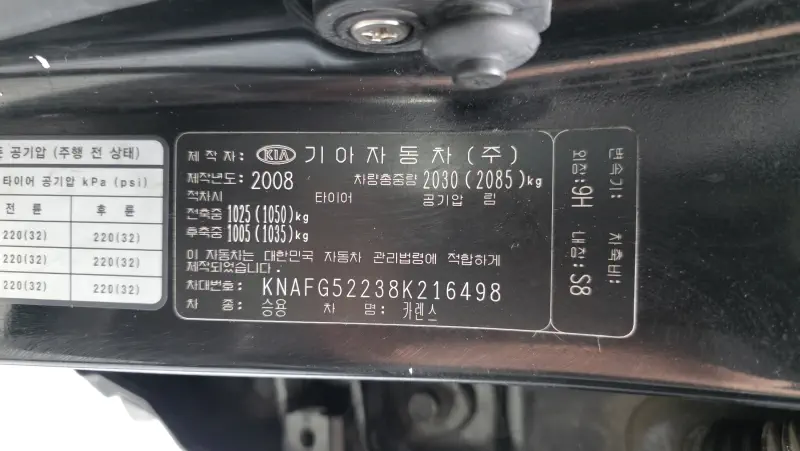 공기압 (주행 전 상태)
타이어 공기압 kPa (psi)
전 륜 후 륜
220(32) 220(32)
220(32) 220(32)
220(32) 220(32)
제 작 자: KIA 기아자동차(주)
제작년도: 2008 차량총중량 2030(2085)kg
적차시 타이어 공기압 림
전축중 1025(1050)kg
후축중 1005(1035)kg
이 자동차는 대한민국 자동차 관리법령에 적합하게
제작되었습니다.
차대번호: KNAFG52238K216498
차 종: 승용 차 명: 카렌스
변속기: 차축비:
외장: 9H 내장: S8